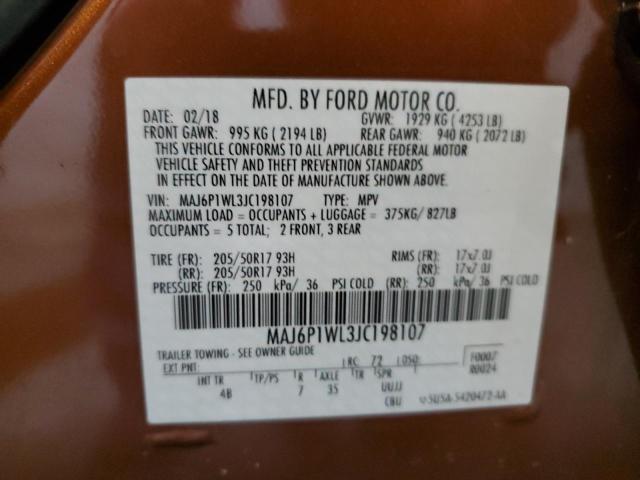 MFD. BY FORD MOTOR CO.
DATE: 02/18 GVWR: 1929 KG ( 4253 LB)
FRONT GAWR: 995 KG ( 2194 LB) REAR GAWR: 940 KG ( 2072 LB)
THIS VEHICLE CONFORMS TO ALL APPLICABLE FEDERAL MOTOR
VEHICLE SAFETY AND THEFT PREVENTION STANDARDS
IN EFFECT ON THE DATE OF MANUFACTURE SHOWN ABOVE.
VIN: MAJ6P1WL3JC198107 TYPE: MPV
MAXIMUM LOAD = OCCUPANTS + LUGGAGE = 375KG/ 827LB
OCCUPANTS = 5 TOTAL; 2 FRONT, 3 REAR
TIRE (FR): 205/50R17 93H RIMS (FR): 17x7.0J
(RR): 205/50R17 93H (RR): 17x7.0J
PRESSURE (FR): 250 kPa/ 36 PSI COLD (RR): 250 kPa/ 36 PSI COLD
MAJ6P1WL3JC198107
TRAILER TOWING - SEE OWNER GUIDE
EXT PNT: RC: 72 DSO: F0007
R0024
INT TR TP/PS R AXLE TR SPR
4B 7 35 UUJJ
CBU